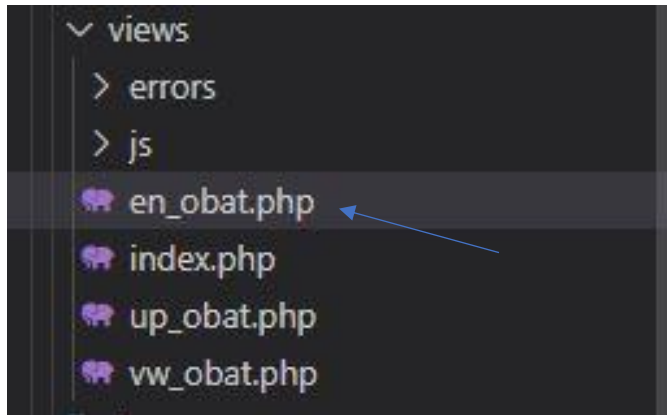 views
errors
js
en_obat.php
index.php
up_obat.php
vw_obat.php